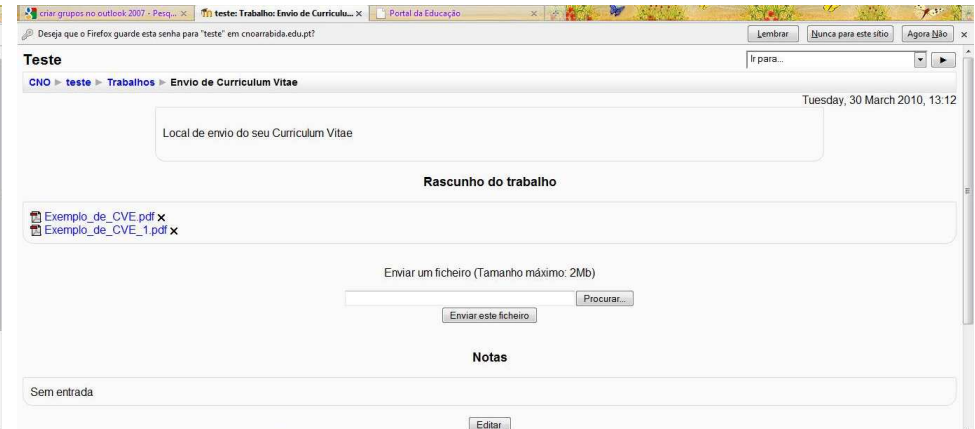 criar grupos no outlook 2007 - Pesq... teste: Trabalho: Envio de Curriculu... Portal da Educação
Deseja que o Firefox guarde esta senha para "teste" em cnoarrabida.edu.pt? Lembrar Nunca para este sítio Agora Não
Teste Ir para...
CNO ► teste ► Trabalhos ► Envio de Curriculum Vitae
Tuesday, 30 March 2010, 13:12
Local de envio do seu Curriculum Vitae
Rascunho do trabalho
Exemplo_de_CVE.pdf
Exemplo_de_CVE_1.pdf
Enviar um ficheiro (Tamanho máximo: 2Mb)
Procurar...
Enviar este ficheiro
Notas
Sem entrada
Editar